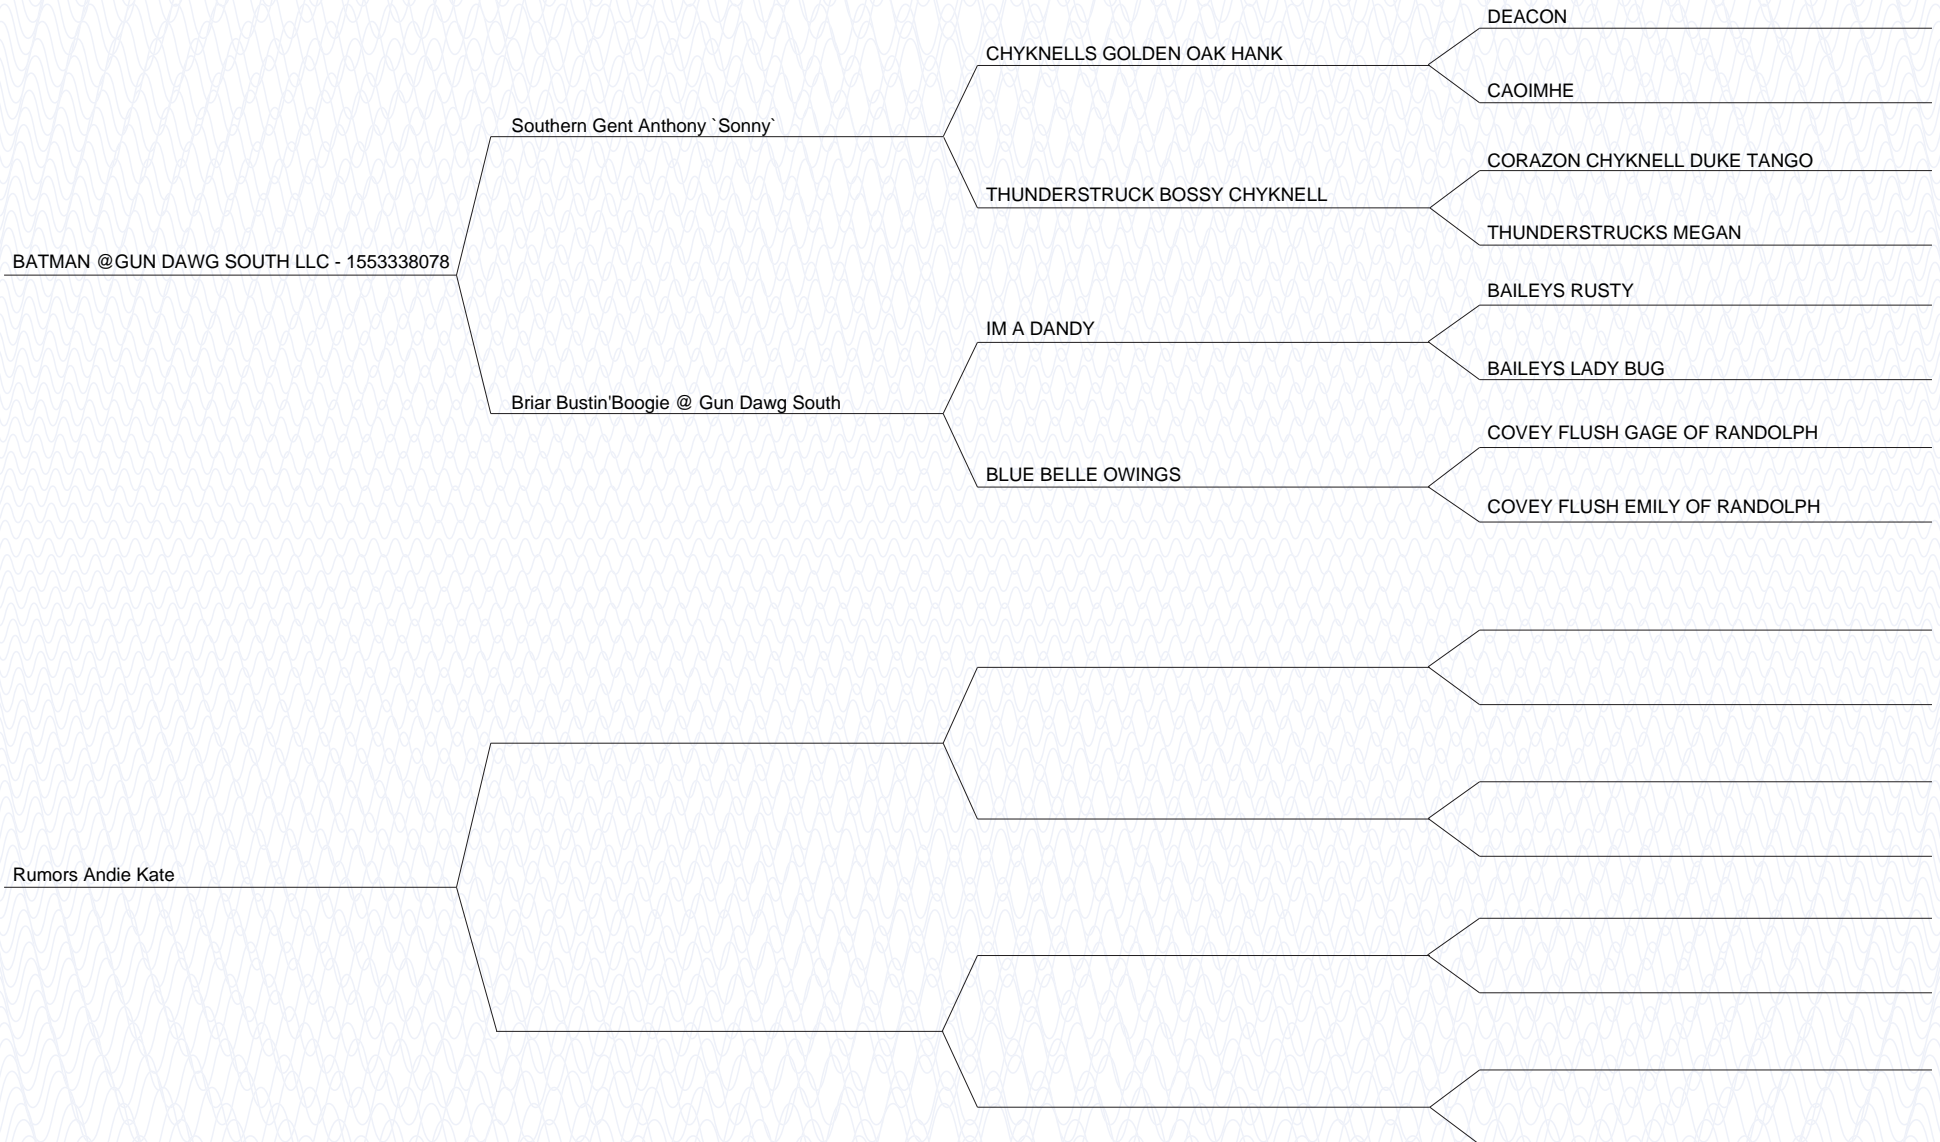 DEACON
CHYKNELLS GOLDEN OAK HANK
CAOIMHE
Southern Gent Anthony `Sonny`
CORAZON CHYKNELL DUKE TANGO
THUNDERSTRUCK BOSSY CHYKNELL
THUNDERSTRUCKS MEGAN
BATMAN @GUN DAWG SOUTH LLC - 1553338078
BAILEYS RUSTY
IM A DANDY
BAILEYS LADY BUG
Briar Bustin'Boogie @ Gun Dawg South
COVEY FLUSH GAGE OF RANDOLPH
BLUE BELLE OWINGS
COVEY FLUSH EMILY OF RANDOLPH
Rumors Andie Kate